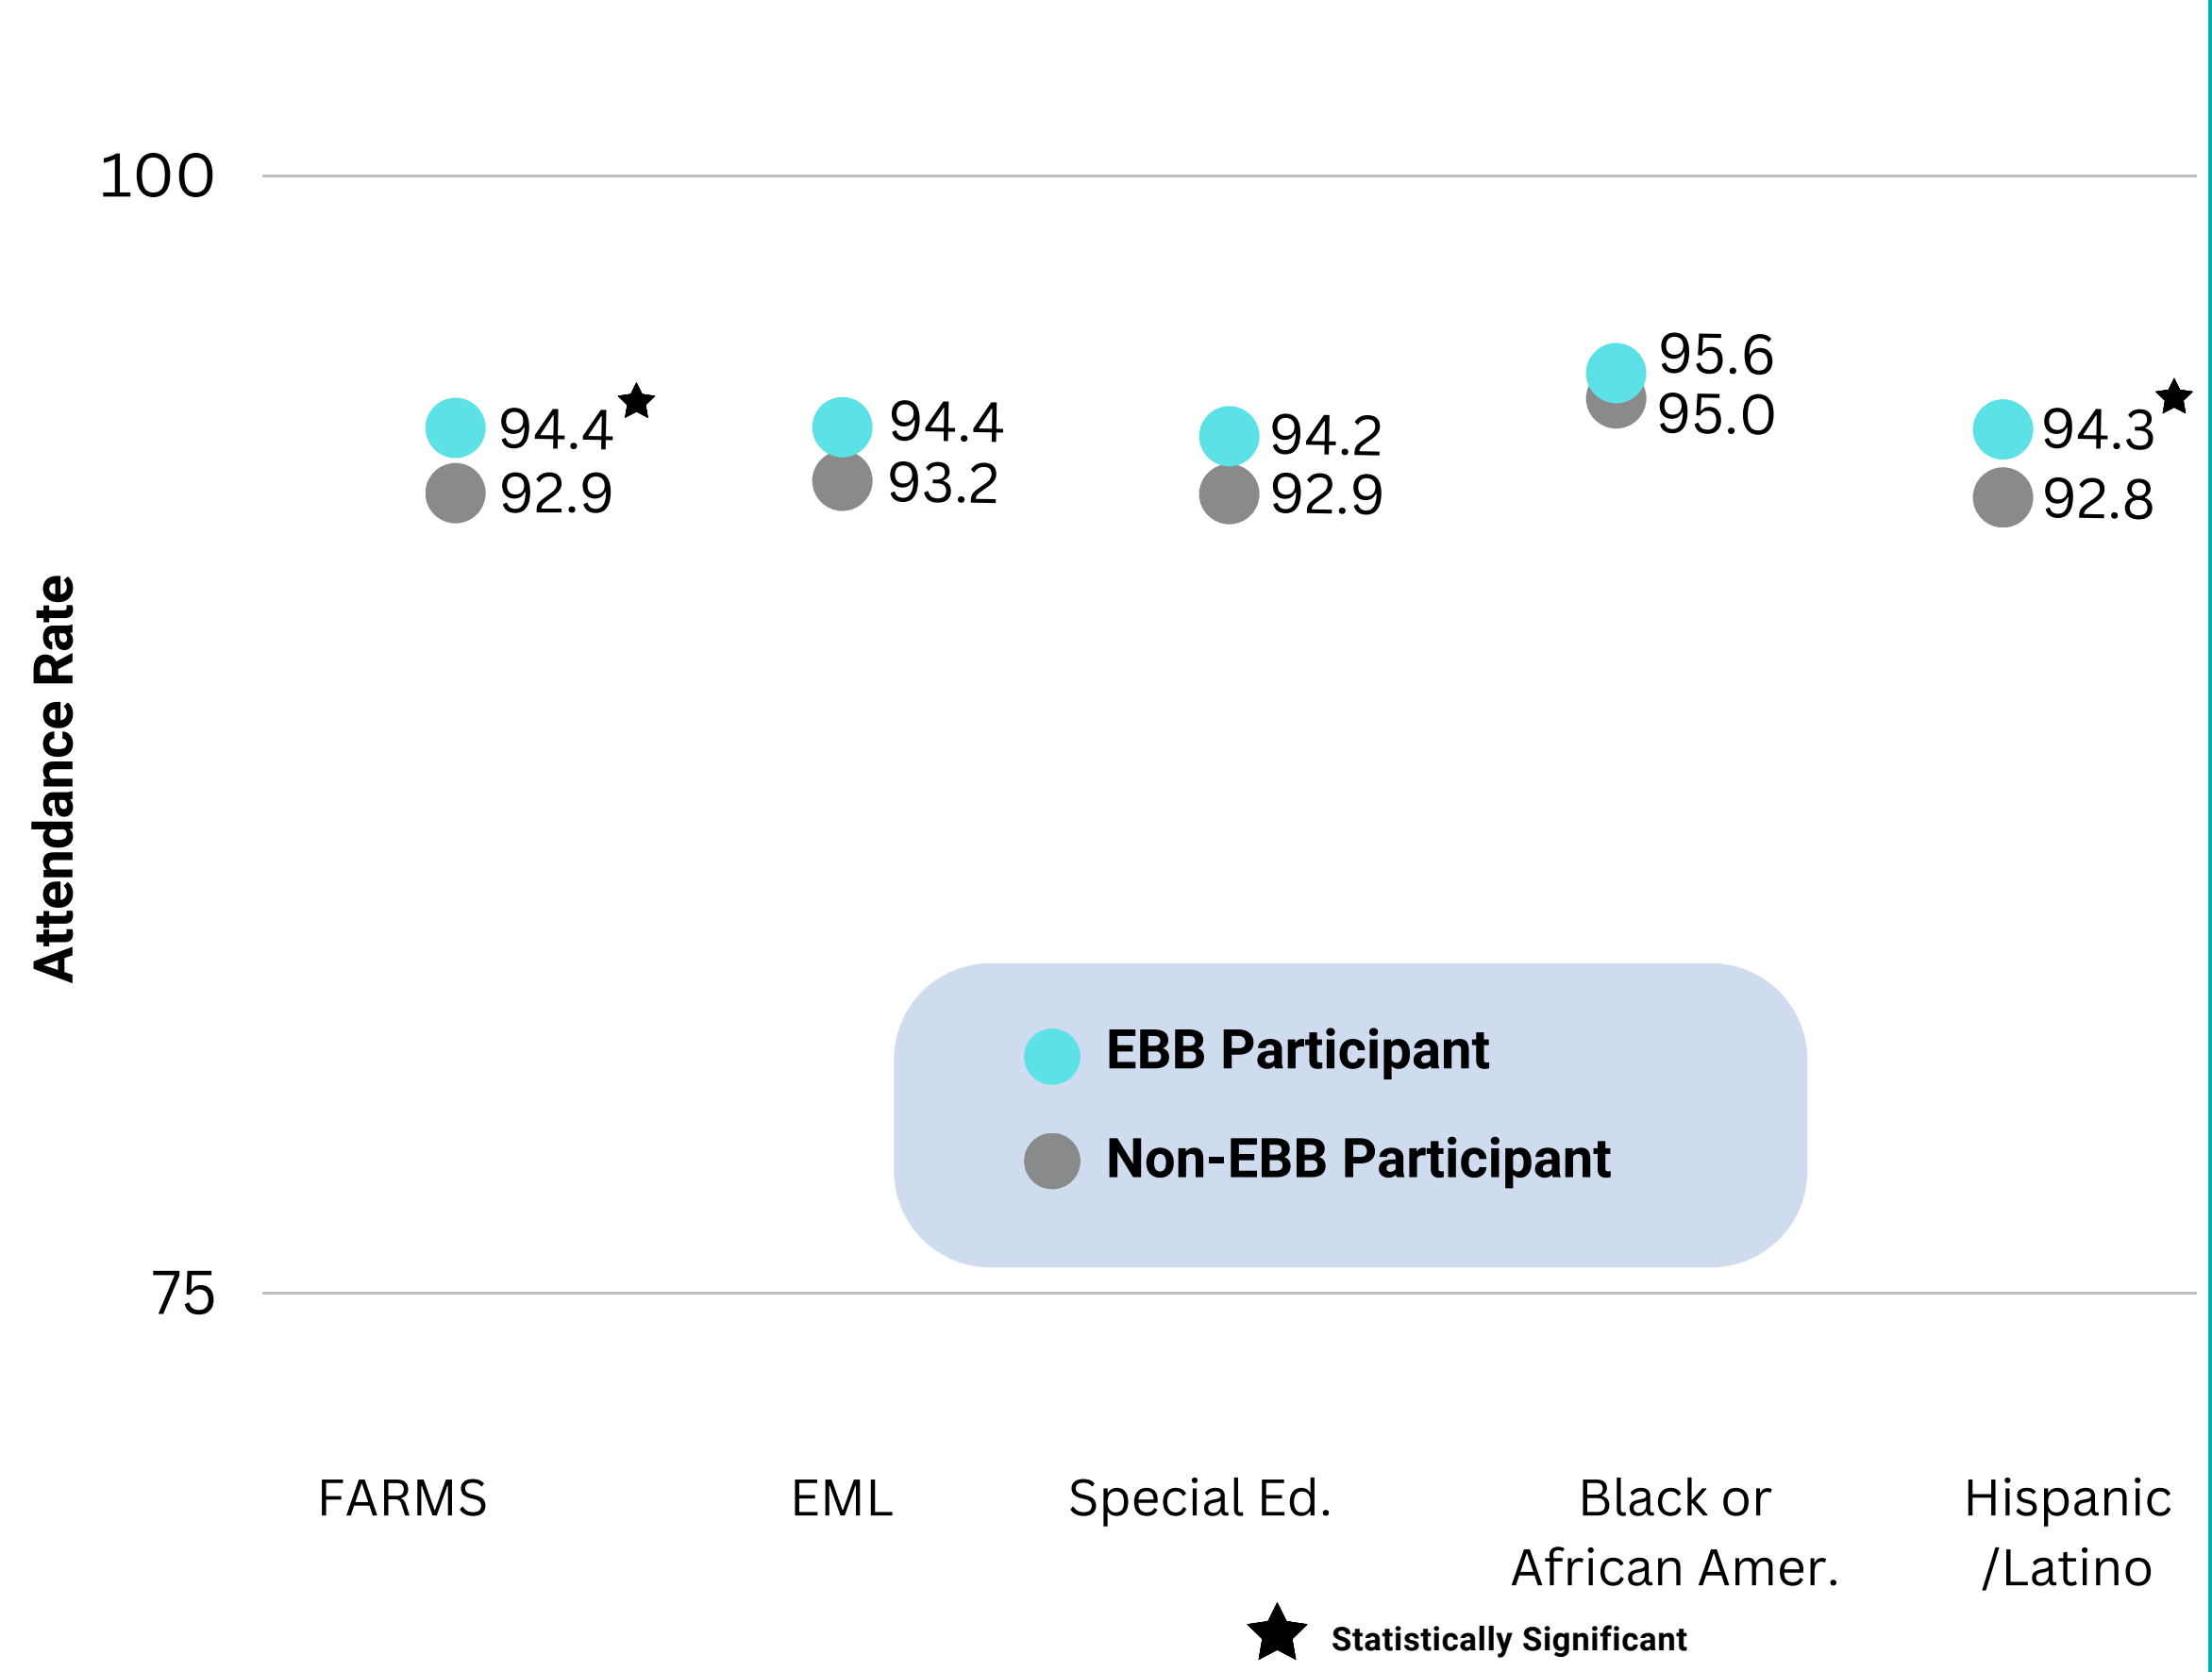 100
94.4
92.9
94.4
93.2
94.2
92.9
95.6
95.0
94.3
92.8
Attendance Rate
EBB Participant
Non-EBB Participant
75
FARMS
EML
Special Ed.
Black or
African Amer.
Hispanic
/Latino
Statistically Significant